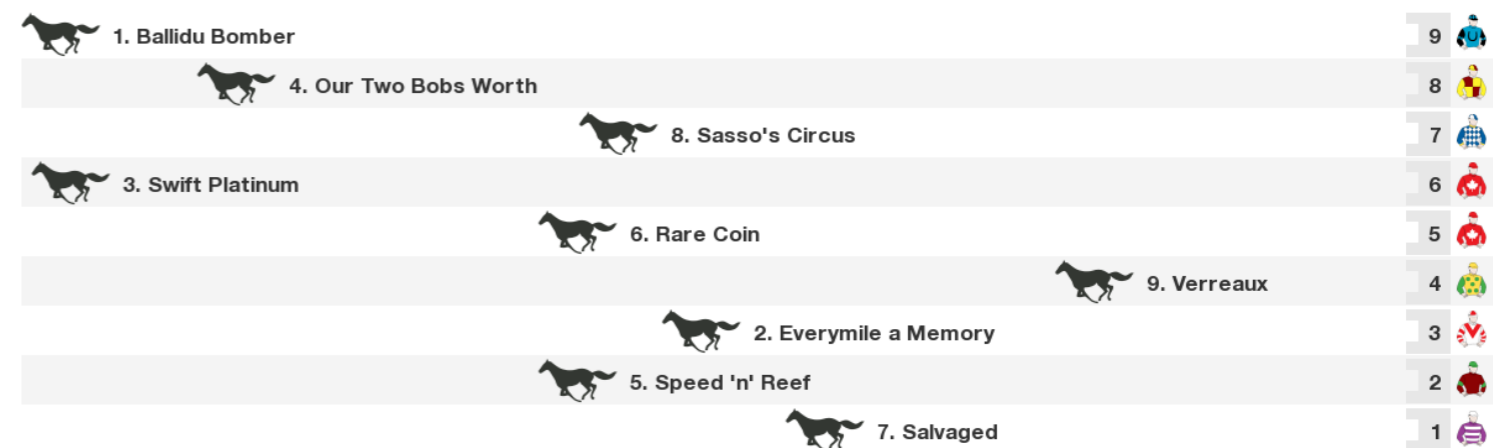 1. Ballidu Bomber 9
4. Our Two Bobs Worth 8
8. Sasso's Circus 7
3. Swift Platinum 6
6. Rare Coin 5
9. Verreaux 4
2. Everymile a Memory 3
5. Speed 'n' Reef 2
7. Salvaged 1